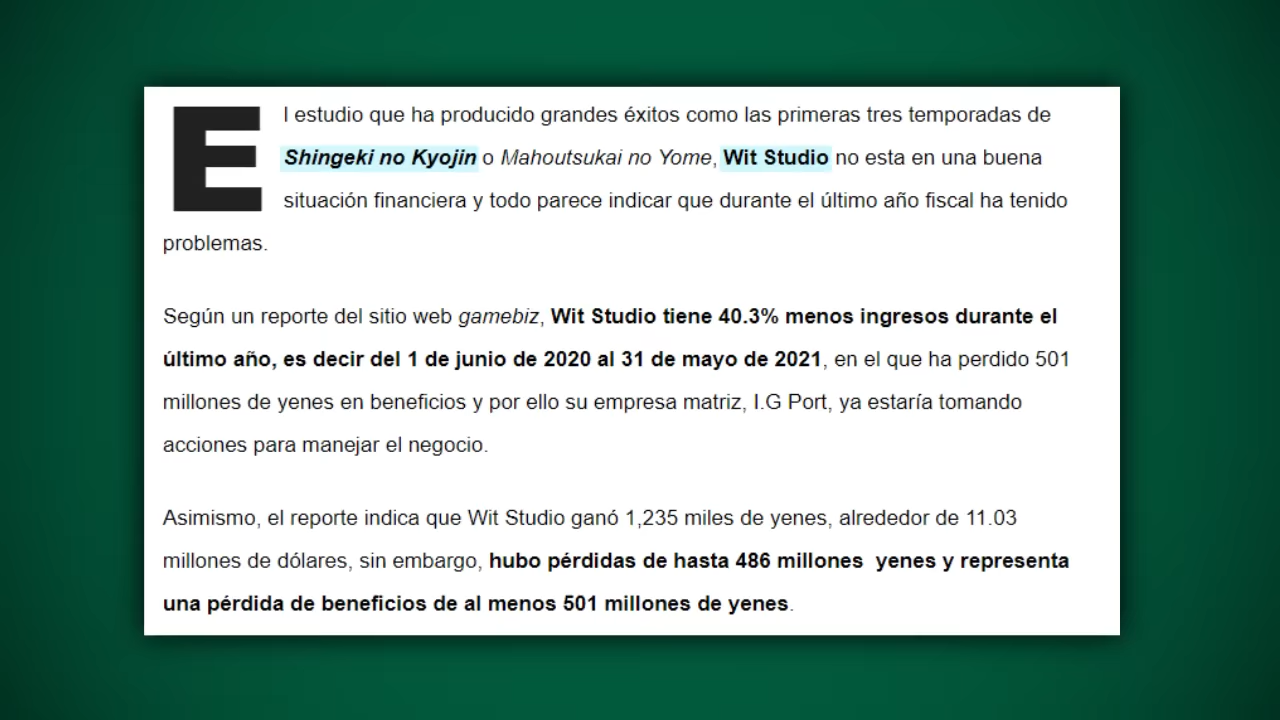 El estudio que ha producido grandes éxitos como las primeras tres temporadas de
Shingeki no Kyojin o Mahoutsukai no Yome, Wit Studio no esta en una buena
situación financiera y todo parece indicar que durante el último año fiscal ha tenido
problemas.
Según un reporte del sitio web gamebiz, Wit Studio tiene 40.3% menos ingresos durante el
último año, es decir del 1 de junio de 2020 al 31 de mayo de 2021, en el que ha perdido 501
millones de yenes en beneficios y por ello su empresa matriz, I.G Port, ya estaría tomando
acciones para manejar el negocio.
Asimismo, el reporte indica que Wit Studio ganó 1,235 miles de yenes, alrededor de 11.03
millones de dólares, sin embargo, hubo pérdidas de hasta 486 millones  yenes y representa
una pérdida de beneficios de al menos 501 millones de yenes.